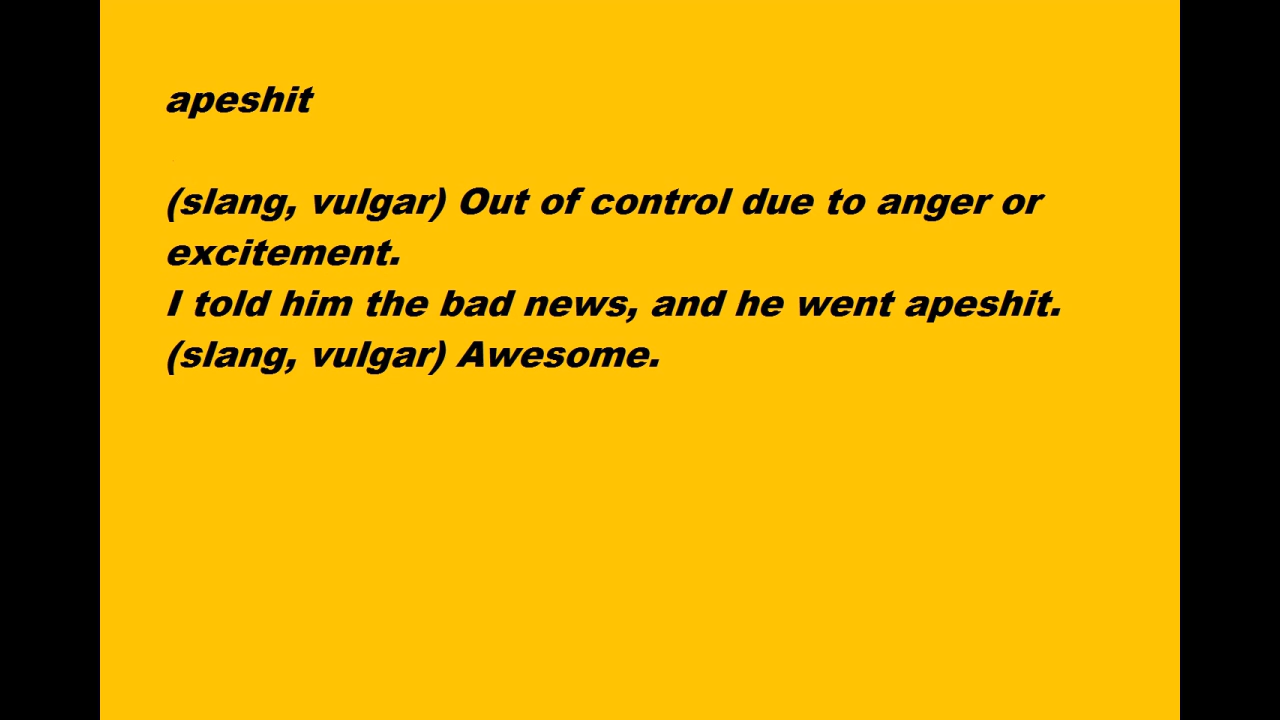 apeshit
(slang, vulgar) Out of control due to anger or
excitement.
I told him the bad news, and he went apeshit.
(slang, vulgar) Awesome.